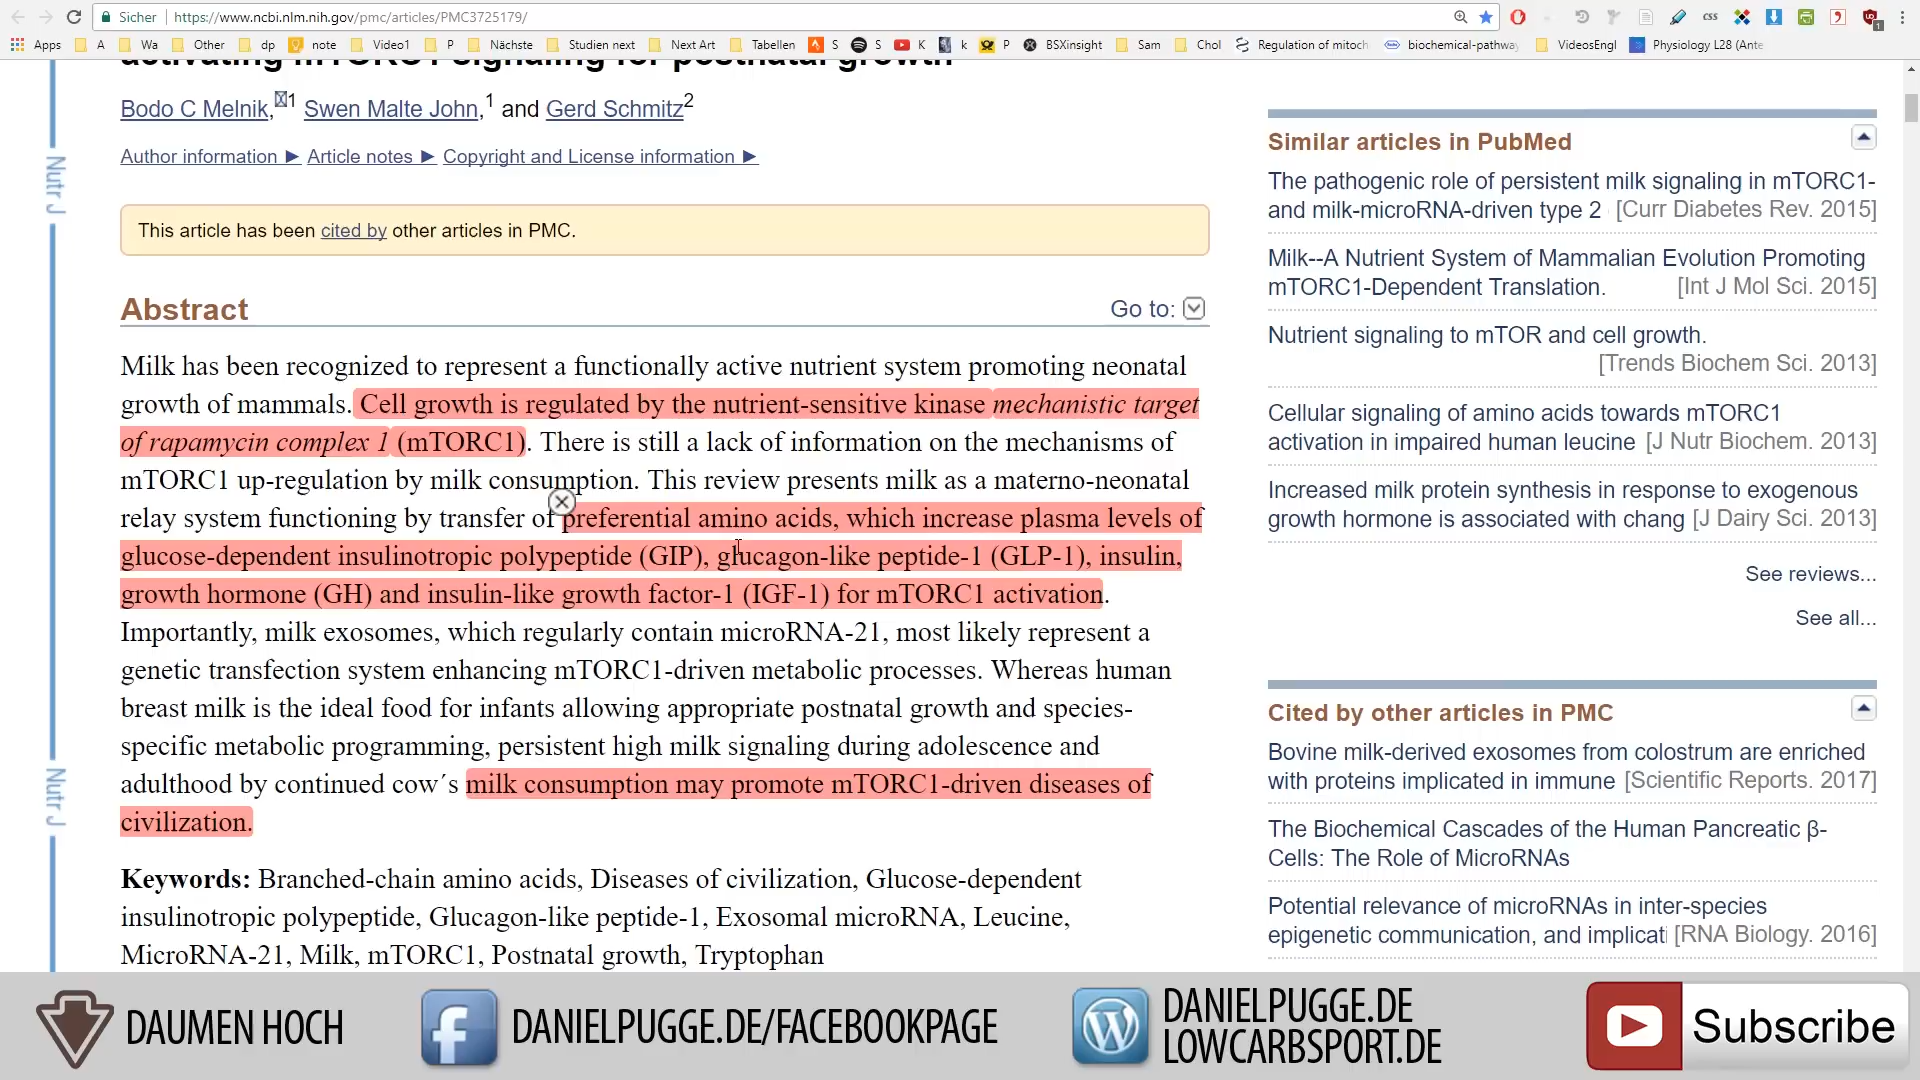 Sicher https://www.ncbi.nlm.nih.gov/pmc/articles/PMC3725179/
Apps A Wa Other dp note Video1 P Nächste Studien next Next Art Tabellen S S K k P BSXinsight Sam Chol Regulation of mitoch biochemical-pathway VideosEngl Physiology L28 (Ante
activating mTORC1 signaling for postnatal growth
Bodo C Melnik,1 Swen Malte John,1 and Gerd Schmitz2
Author information ► Article notes ► Copyright and License information ►
This article has been cited by other articles in PMC.
Abstract Go to:
Milk has been recognized to represent a functionally active nutrient system promoting neonatal
growth of mammals. Cell growth is regulated by the nutrient-sensitive kinase mechanistic target
of rapamycin complex 1 (mTORC1). There is still a lack of information on the mechanisms of
mTORC1 up-regulation by milk consumption. This review presents milk as a materno-neonatal
relay system functioning by transfer of preferential amino acids, which increase plasma levels of
glucose-dependent insulinotropic polypeptide (GIP), glucagon-like peptide-1 (GLP-1), insulin,
growth hormone (GH) and insulin-like growth factor-1 (IGF-1) for mTORC1 activation.
Importantly, milk exosomes, which regularly contain microRNA-21, most likely represent a
genetic transfection system enhancing mTORC1-driven metabolic processes. Whereas human
breast milk is the ideal food for infants allowing appropriate postnatal growth and species-
specific metabolic programming, persistent high milk signaling during adolescence and
adulthood by continued cow´s milk consumption may promote mTORC1-driven diseases of
civilization.
Keywords: Branched-chain amino acids, Diseases of civilization, Glucose-dependent
insulinotropic polypeptide, Glucagon-like peptide-1, Exosomal microRNA, Leucine,
MicroRNA-21, Milk, mTORC1, Postnatal growth, Tryptophan
Nutr J
Nutr J
Similar articles in PubMed
The pathogenic role of persistent milk signaling in mTORC1-
and milk-microRNA-driven type 2 [Curr Diabetes Rev. 2015]
Milk--A Nutrient System of Mammalian Evolution Promoting
mTORC1-Dependent Translation. [Int J Mol Sci. 2015]
Nutrient signaling to mTOR and cell growth.
[Trends Biochem Sci. 2013]
Cellular signaling of amino acids towards mTORC1
activation in impaired human leucine [J Nutr Biochem. 2013]
Increased milk protein synthesis in response to exogenous
growth hormone is associated with chang [J Dairy Sci. 2013]
See reviews...
See all...
Cited by other articles in PMC
Bovine milk-derived exosomes from colostrum are enriched
with proteins implicated in immune [Scientific Reports. 2017]
The Biochemical Cascades of the Human Pancreatic β-
Cells: The Role of MicroRNAs
Potential relevance of microRNAs in inter-species
epigenetic communication, and implicati [RNA Biology. 2016]
DAUMEN HOCH
DANIELPUGGE.DE/FACEBOOKPAGE
DANIELPUGGE.DE
LOWCARBSPORT.DE
Subscribe